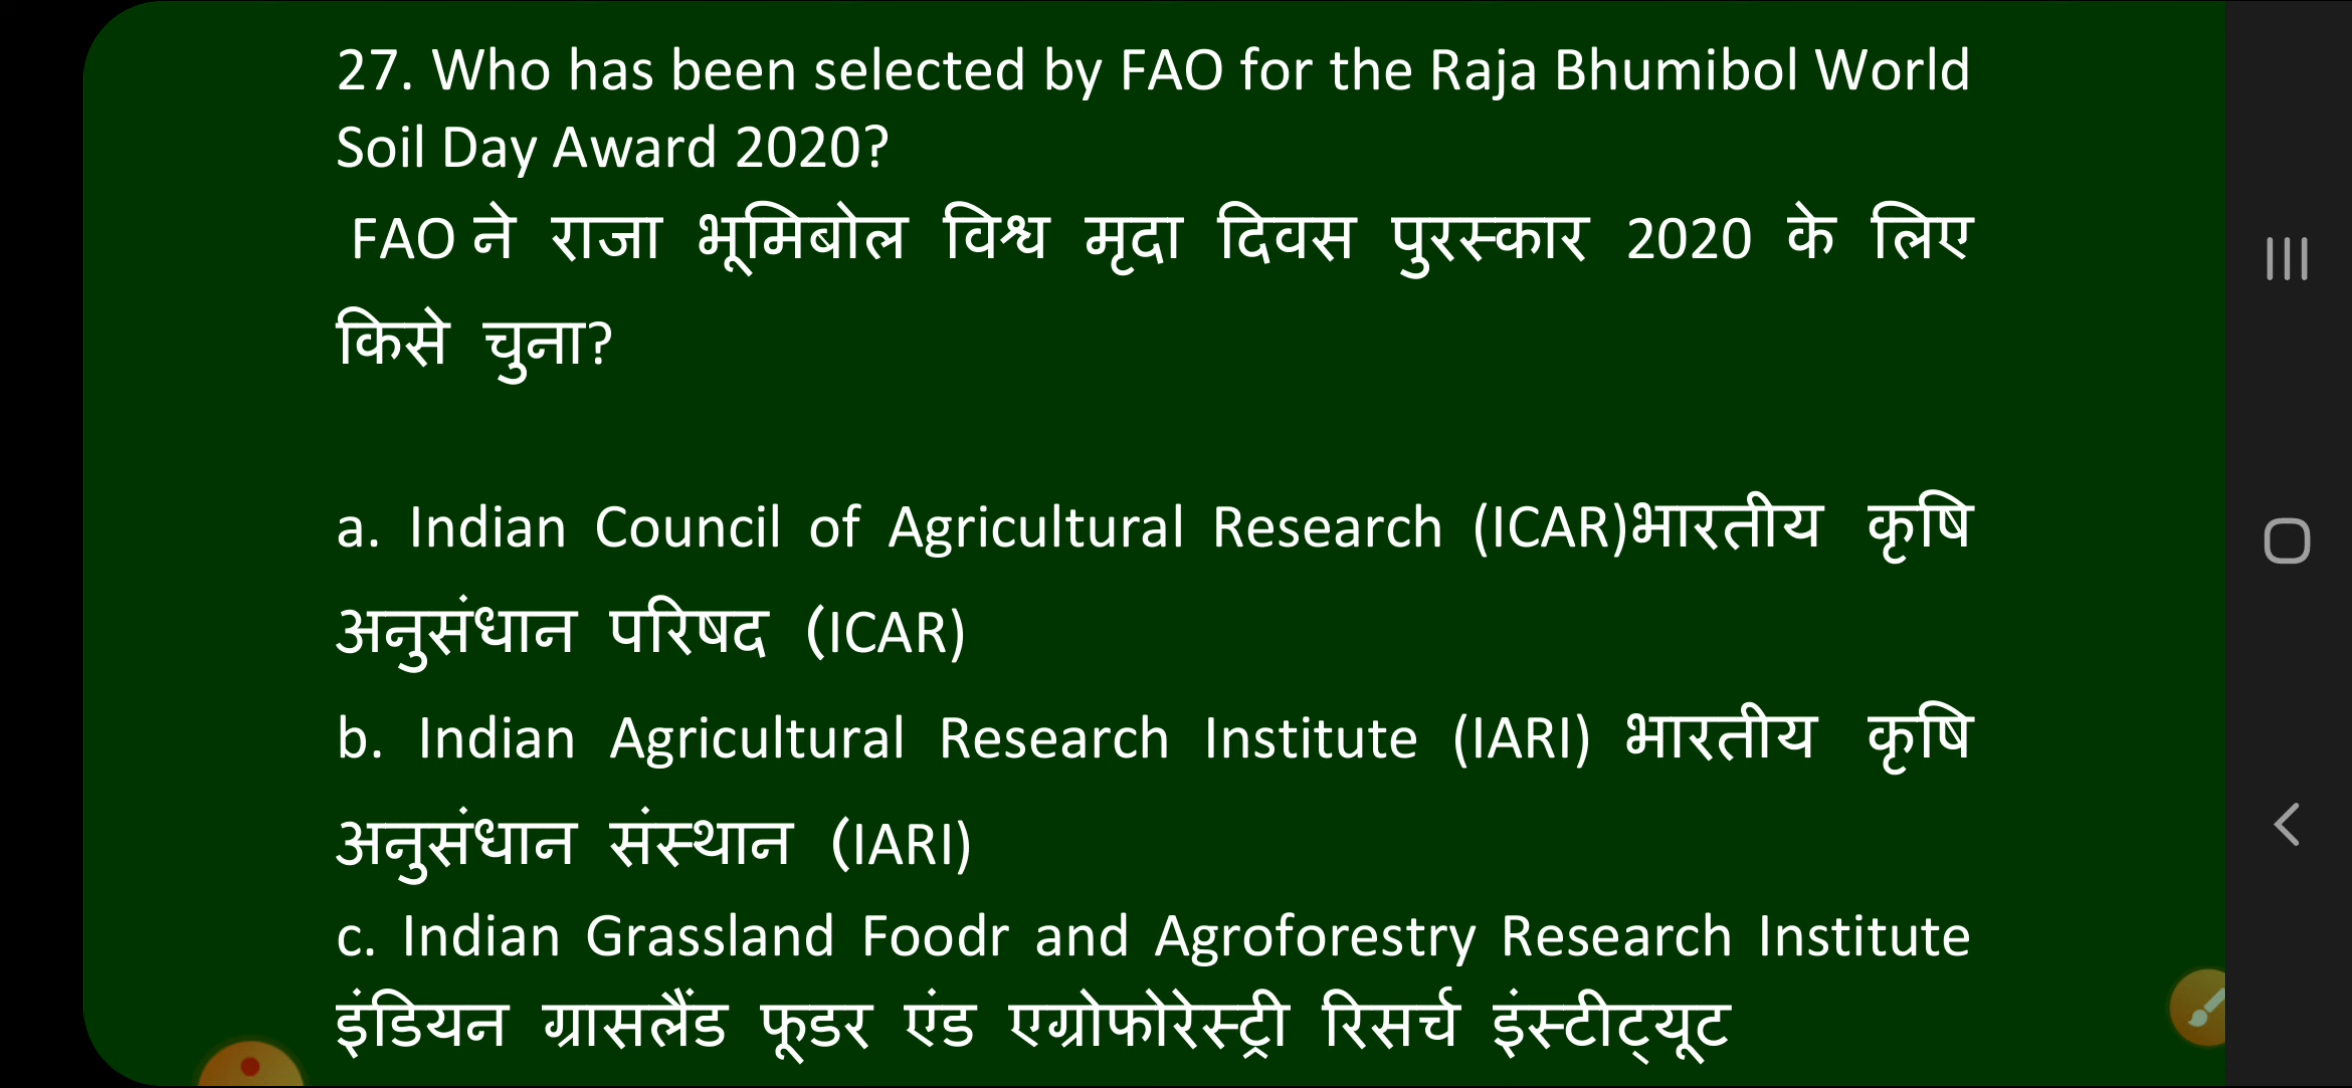 27. Who has been selected by FAO for the Raja Bhumibol World
Soil Day Award 2020?
FAO ने राजा भूमिबोल विश्व मृदा दिवस पुरस्कार 2020 के लिए
किसे चुना?
a. Indian Council of Agricultural Research (ICAR)भारतीय कृषि
अनुसंधान परिषद (ICAR)
b. Indian Agricultural Research Institute (IARI) भारतीय कृषि
अनुसंधान संस्थान (IARI)
c. Indian Grassland Foodr and Agroforestry Research Institute
इंडियन ग्रासलैंड फूडर एंड एग्रोफोरेस्ट्री रिसर्च इंस्टीट्यूट